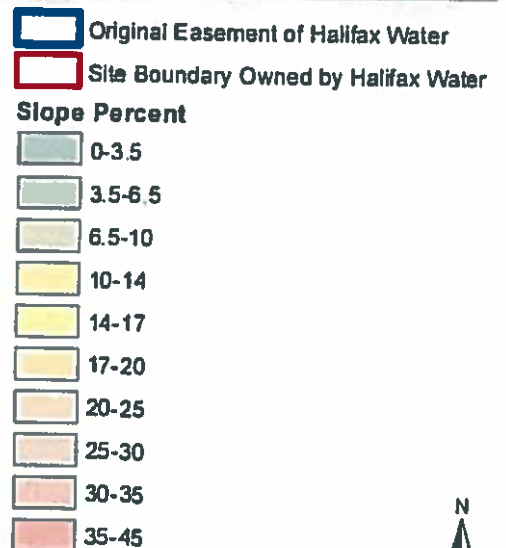 Original Easement of Halifax Water
Site Boundary Owned by Halifax Water
Slope Percent
0-3.5
3.5-6.5
6.5-10
10-14
14-17
17-20
20-25
25-30
30-35
35-45
N